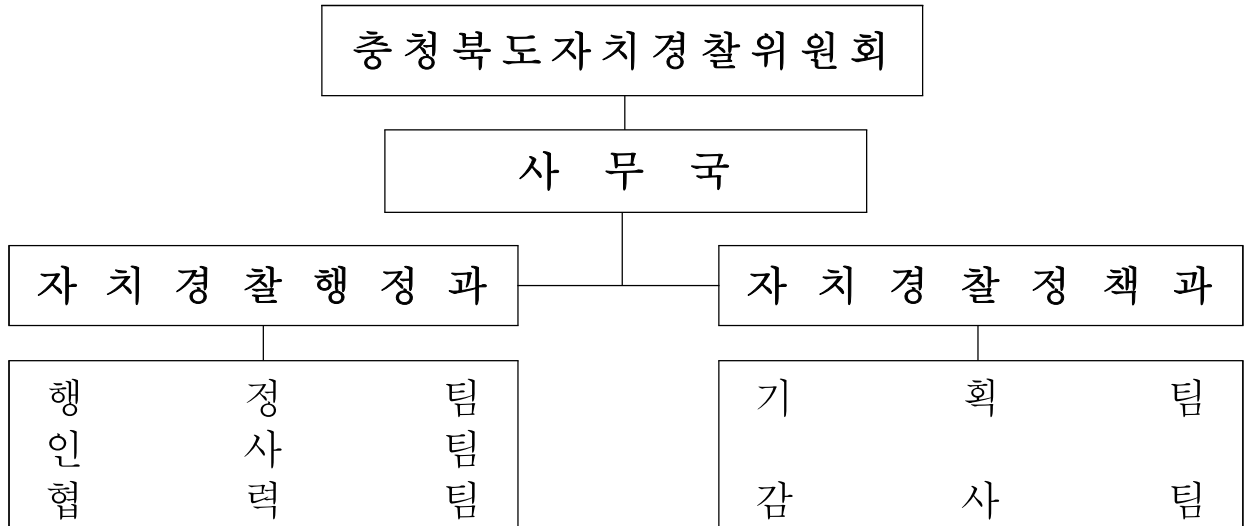 충청북도자치경찰위원회
사 무 국
자 치 경 찰 행 정 과
자 치 경 찰 정 책 과
행 정 팀
인 사 팀
협 력 팀
기 획 팀
감 사 팀